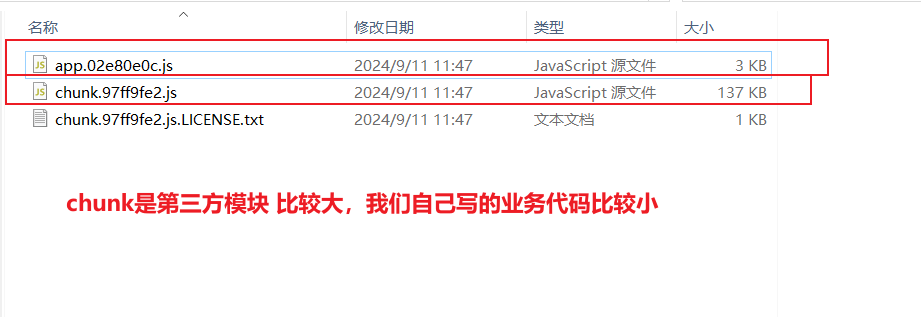 名称 修改日期 类型 大小
app.02e80e0c.js 2024/9/11 11:47 JavaScript 源文件 3 KB
chunk.97ff9fe2.js 2024/9/11 11:47 JavaScript 源文件 137 KB
chunk.97ff9fe2.js.LICENSE.txt 2024/9/11 11:47 文本文档 1 KB
chunk是第三方模块 比较大，我们自己写的业务代码比较小